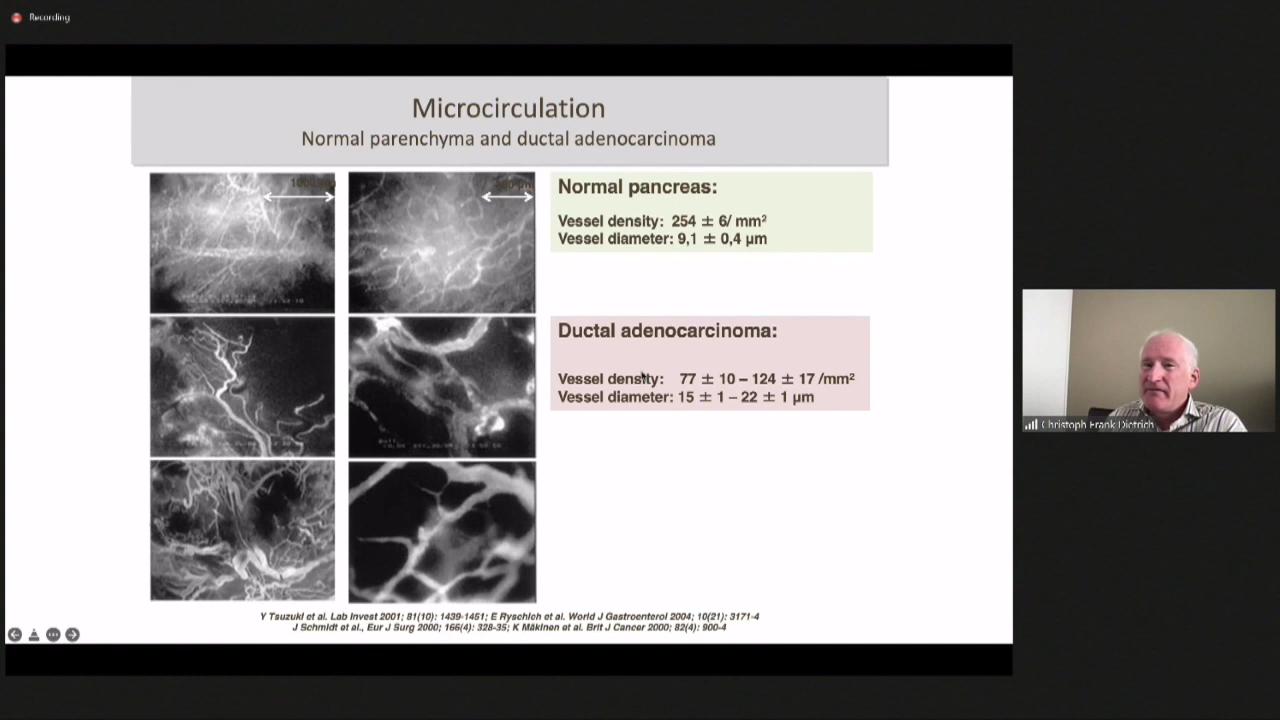 Recording
Microcirculation
Normal parenchyma and ductal adenocarcinoma
Normal pancreas:
Vessel density: 254 ± 6/ mm²
Vessel diameter: 9,1 ± 0,4 µm
Ductal adenocarcinoma:
Vessel density: 77 ± 10 – 124 ± 17 /mm²
Vessel diameter: 15 ± 1 – 22 ± 1 µm
Christoph Frank Dietrich
Y Tsuzuki et al. Lab Invest 2001; 81(10): 1439-1451; E Ryschich et al. World J Gastroenterol 2004; 10(21): 3171-4
J Schmidt et al., Eur J Surg 2000; 166(4): 328-35; K Mäkinen et al. Brit J Cancer 2000; 82(4): 900-4